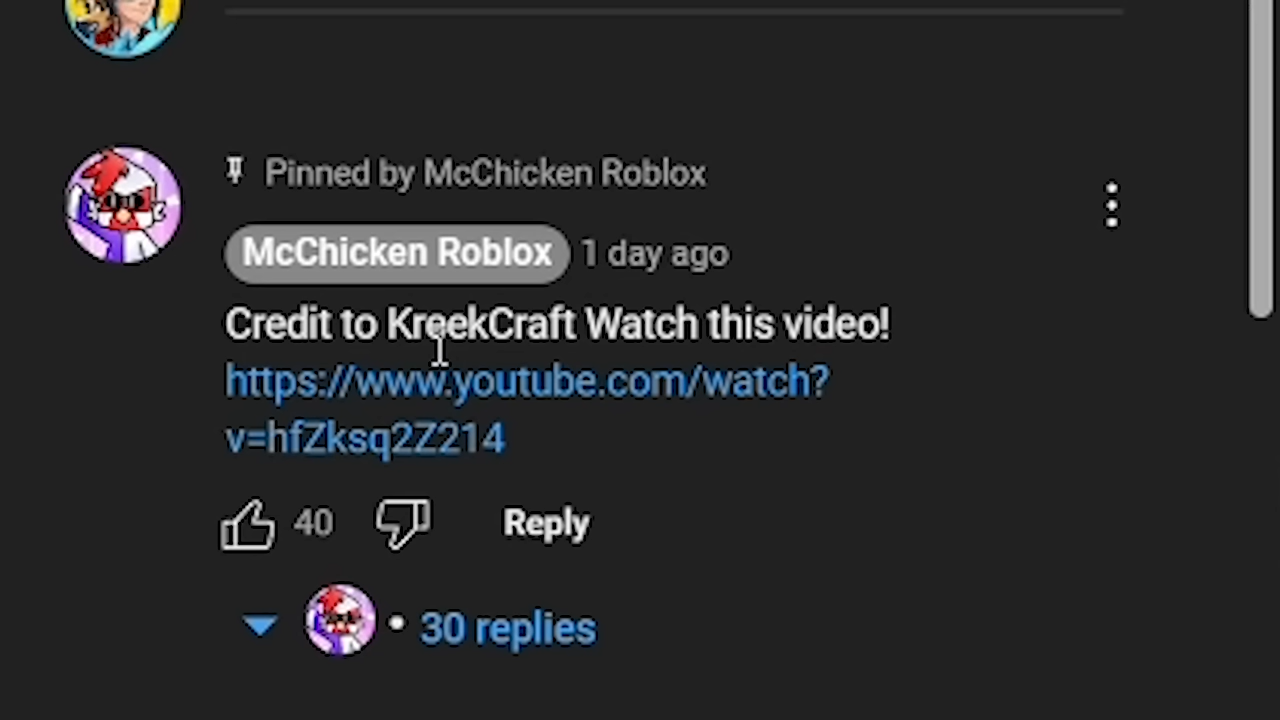 Pinned by McChicken Roblox
McChicken Roblox 1 day ago
Credit to KreekCraft Watch this video!
https://www.youtube.com/watch?
v=hfZksq2Z214
40 Reply
• 30 replies